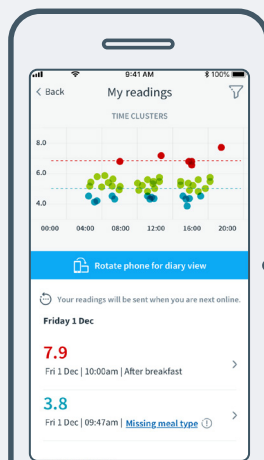 9:41 AM 100%
< Back My readings
TIME CLUSTERS
8.0
6.0
4.0
00:00 04:00 08:00 12:00 16:00 20:00
Rotate phone for diary view
Your readings will be sent when you are next online.
Friday 1 Dec
7.9
Fri 1 Dec | 10:00am | After breakfast
3.8
Fri 1 Dec | 09:47am | Missing meal type